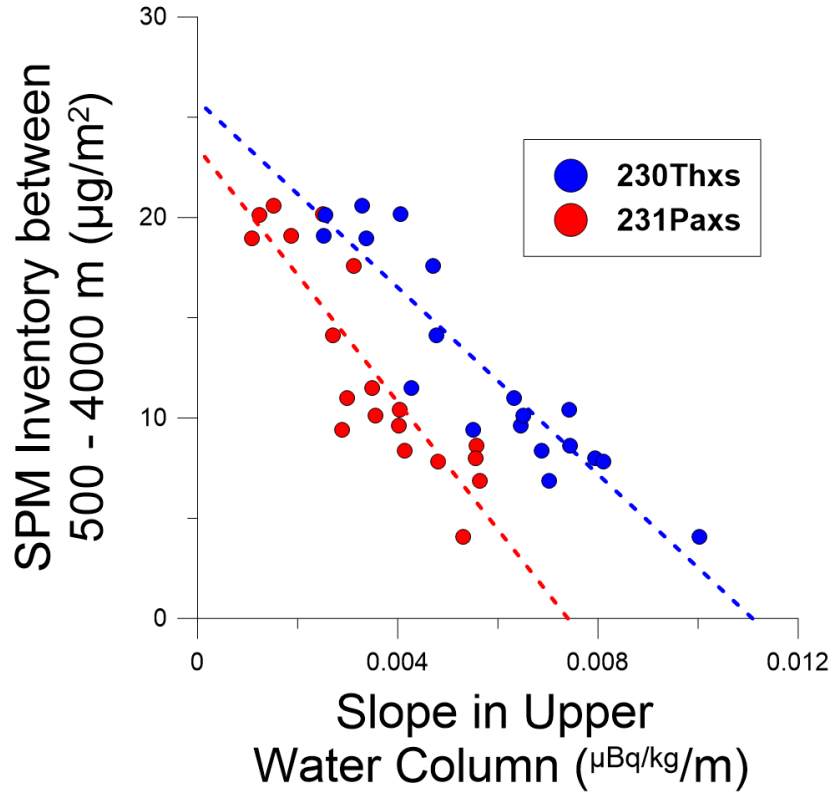 SPM Inventory between
500 - 4000 m (µg/m²)
30
20
10
0
230Thxs
231Paxs
0
0.004
0.008
0.012
Slope in Upper
Water Column (µBq/kg/m)